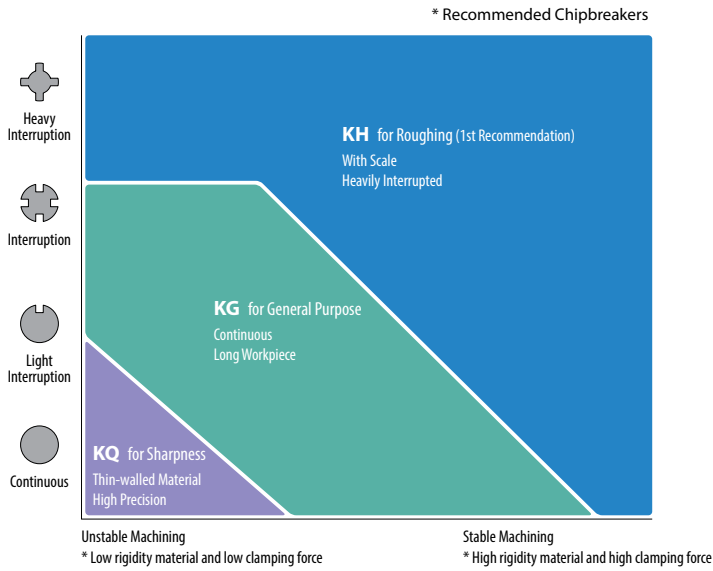 * Recommended Chipbreakers
Heavy
Interruption
KH for Roughing (1st Recommendation)
With Scale
Heavily Interrupted
Interruption
KG for General Purpose
Continuous
Long Workpiece
Light
Interruption
KQ for Sharpness
Thin-walled Material
High Precision
Continuous
Unstable Machining
* Low rigidity material and low clamping force
Stable Machining
* High rigidity material and high clamping force